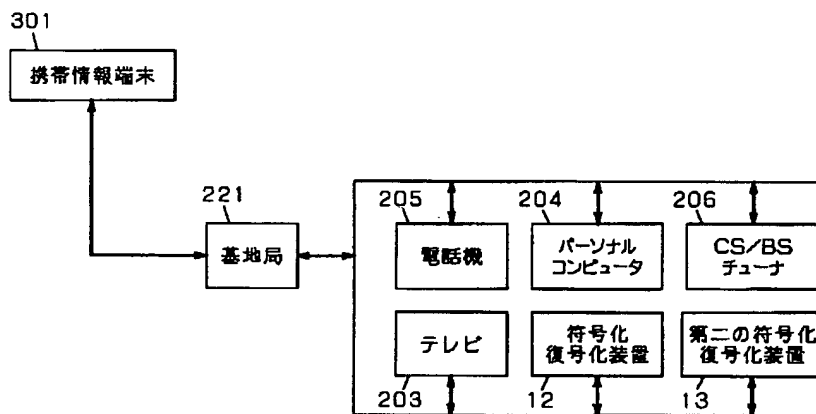 301
携帯情報端末
221
基地局
205
電話機
204
パーソナル
コンピュータ
206
CS/BS
チューナ
テレビ
203
符号化
復号化装置
12
第二の符号化
復号化装置
13